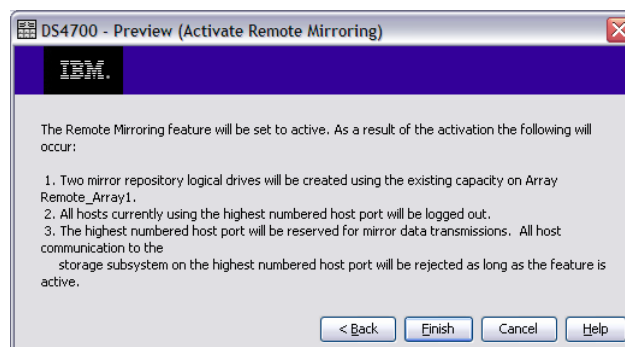 DS4700 - Preview (Activate Remote Mirroring)
IBM.
The Remote Mirroring feature will be set to active. As a result of the activation the following will
occur:
1. Two mirror repository logical drives will be created using the existing capacity on Array
Remote_Array1.
2. All hosts currently using the highest numbered host port will be logged out.
3. The highest numbered host port will be reserved for mirror data transmissions. All host
communication to the
storage subsystem on the highest numbered host port will be rejected as long as the feature is
active.
< Back Finish Cancel Help